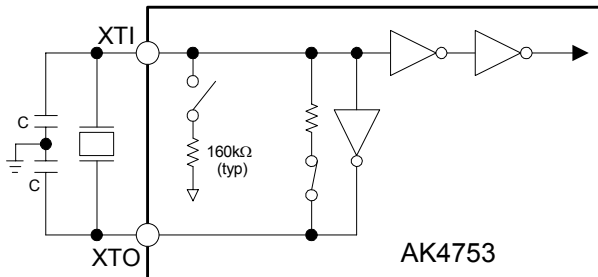 XTI
C
C
160kΩ
(typ)
XTO
AK4753